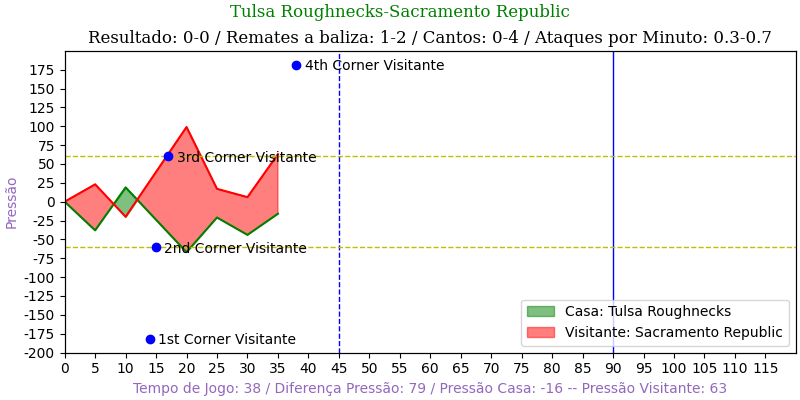 Tulsa Roughnecks-Sacramento Republic
Resultado: 0-0 / Remates a baliza: 1-2 / Cantos: 0-4 / Ataques por Minuto: 0.3-0.7
175
150
125
100
75
50
25
0
-25
-50
-75
-100
-125
-150
-175
-200
Pressão
4th Corner Visitante
3rd Corner Visitante
2nd Corner Visitante
1st Corner Visitante
Casa: Tulsa Roughnecks
Visitante: Sacramento Republic
0 5 10 15 20 25 30 35 40 45 50 55 60 65 70 75 80 85 90 95 100 105 110 115
Tempo de Jogo: 38 / Diferença Pressão: 79 / Pressão Casa: -16 -- Pressão Visitante: 63